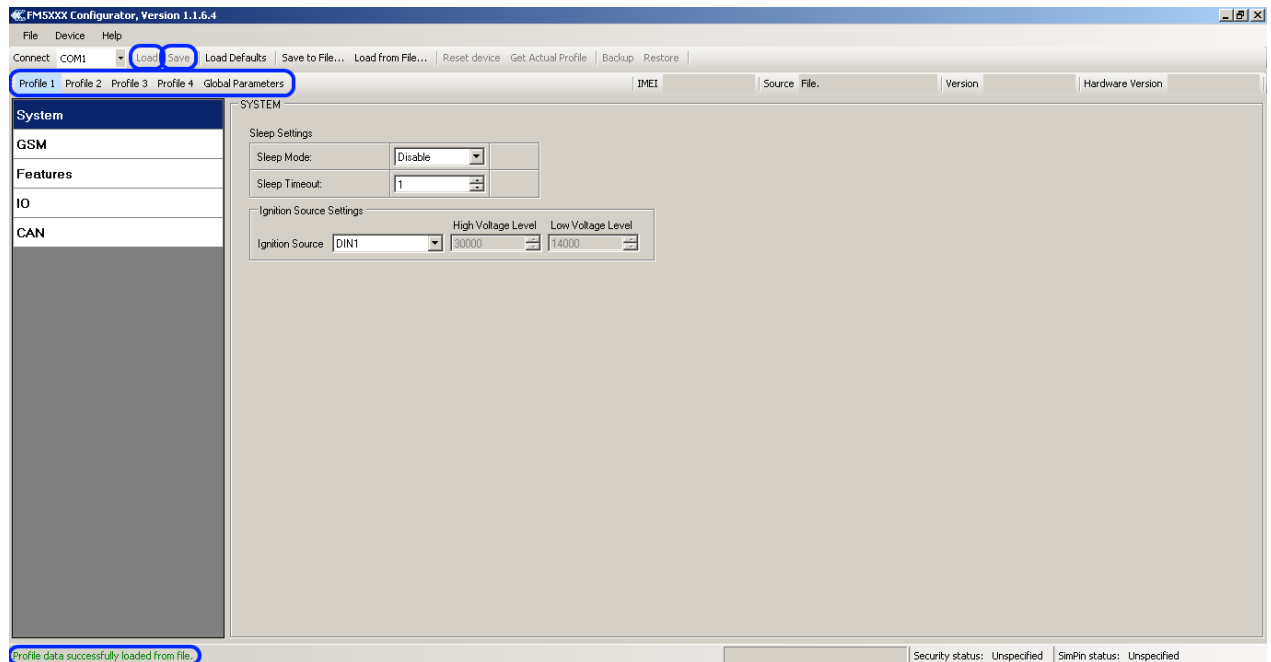 FM5XXX Configurator, Version 1.1.6.4
File Device Help
Connect COM1 Load Save Load Defaults Save to File... Load from File... Reset device Get Actual Profile Backup Restore
Profile 1 Profile 2 Profile 3 Profile 4 Global Parameters IMEI Source File. Version Hardware Version
System
GSM
Features
IO
CAN
SYSTEM
Sleep Settings
Sleep Mode: Disable
Sleep Timeout: 1
Ignition Source Settings
High Voltage Level Low Voltage Level
Ignition Source DIN1 30000 14000
Profile data successfully loaded from file. Security status: Unspecified SimPin status: Unspecified